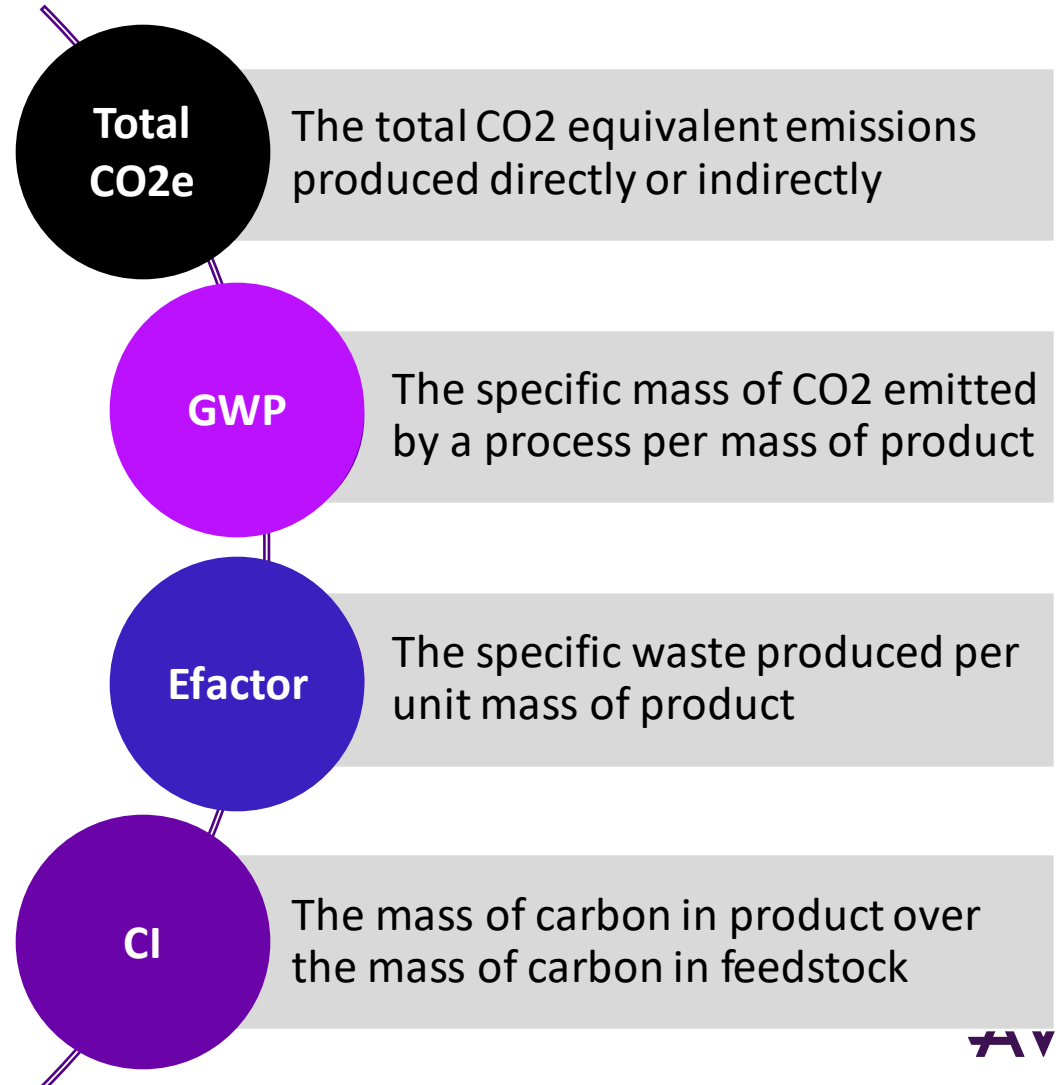 Total
CO2e
The total CO2 equivalent emissions
produced directly or indirectly
GWP
The specific mass of CO2 emitted
by a process per mass of product
Efactor
The specific waste produced per
unit mass of product
CI
The mass of carbon in product over
the mass of carbon in feedstock